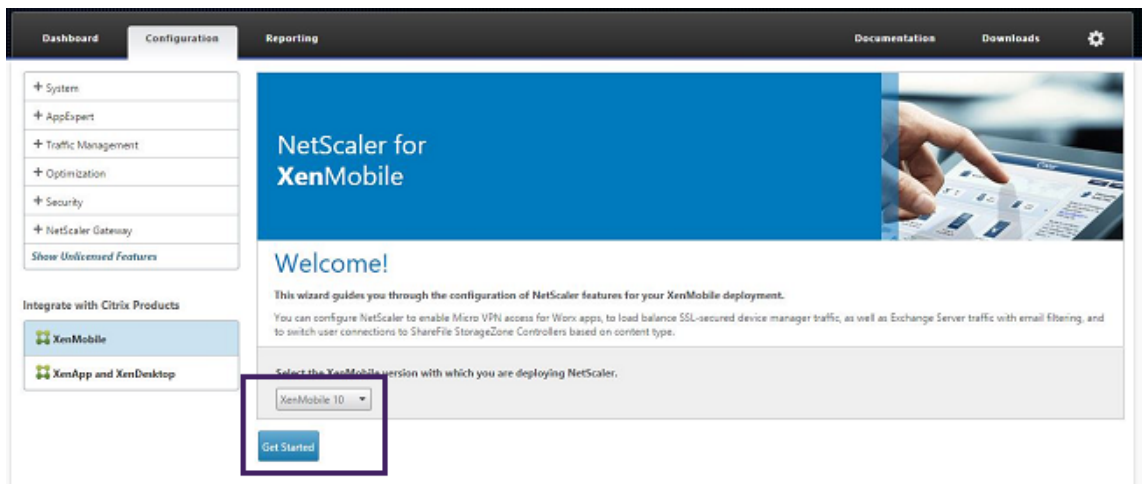 Dashboard
Configuration
Reporting
Documentation
Downloads
+ System
+ AppExpert
+ Traffic Management
+ Optimization
+ Security
+ NetScaler Gateway
Show Unlicensed Features
Integrate with Citrix Products
XenMobile
XenApp and XenDesktop
NetScaler for
XenMobile
Welcome!
This wizard guides you through the configuration of NetScaler features for your XenMobile deployment.
You can configure NetScaler to enable Micro VPN access for Worx apps, to load balance SSL-secured device manager traffic, as well as Exchange Server traffic with email filtering, and
to switch user connections to ShareFile StorageZone Controllers based on content type.
Select the XenMobile version with which you are deploying NetScaler.
XenMobile 10
Get Started